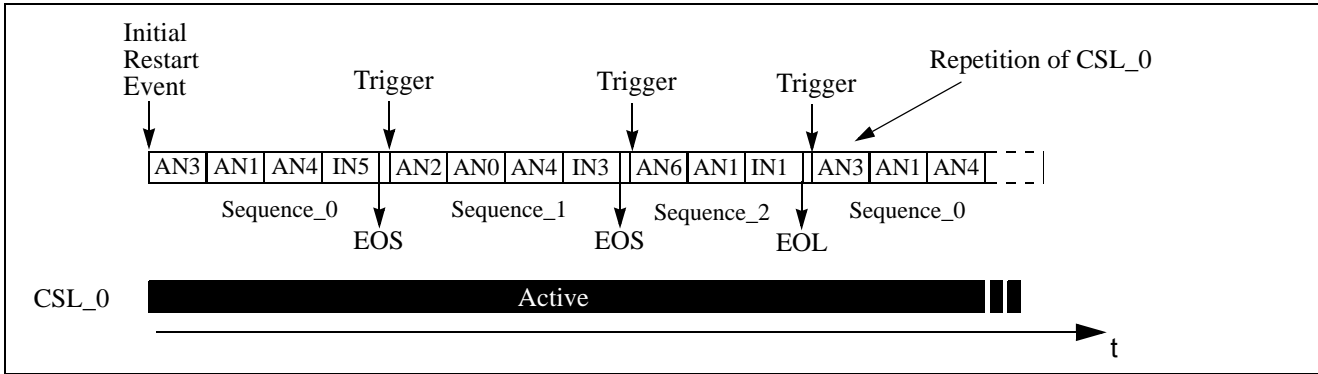 Initial
Restart
Event
Trigger
Trigger
Trigger
Repetition of CSL_0
AN3 AN1 AN4 IN5 AN2 AN0 AN4 IN3 AN6 AN1 IN1 AN3 AN1 AN4
Sequence_0 Sequence_1 Sequence_2 Sequence_0
EOS EOS EOL
CSL_0 Active
t